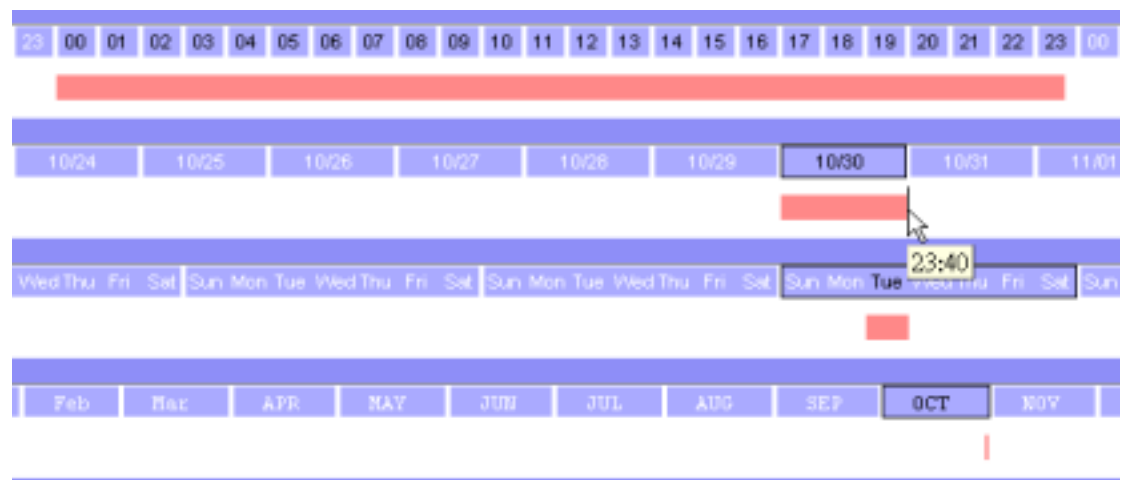 23 00 01 02 03 04 05 06 07 08 09 10 11 12 13 14 15 16 17 18 19 20 21 22 23 00
10/24 10/25 10/26 10/27 10/28 10/29 10/30 10/31 11/01
23:40
Wed Thu Fri Sat Sun Mon Tue Wed Thu Fri Sat Sun Mon Tue Wed Thu Fri Sat Sun Mon Tue Wed Thu Fri Sat Sun
Feb Mar APR MAY JUN JUL AUG SEP OCT NOV